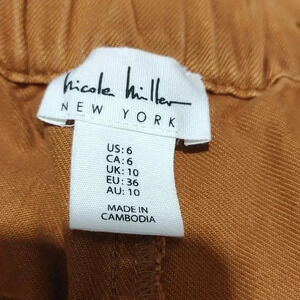 nicole miller
NEW YORK
US: 6
CA: 6
UK: 10
EU: 36
AU: 10
MADE IN
CAMBODIA